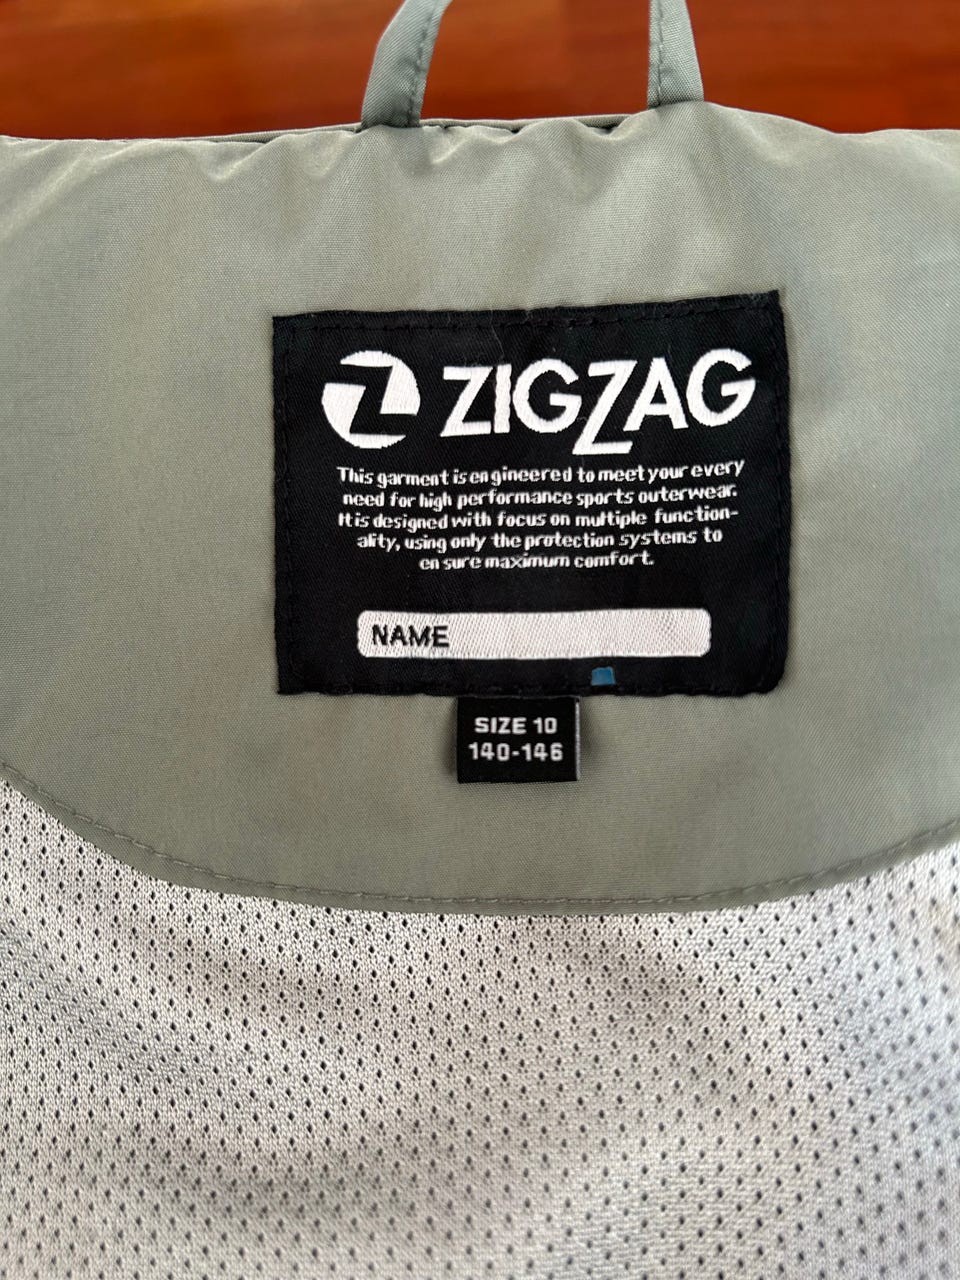 ZIGZAG
This garment is engineered to meet your every
need for high performance sports outerwear.
It is designed with focus on multiple function-
ality, using only the protection systems to
ensure maximum comfort.
NAME
SIZE 10
140-146